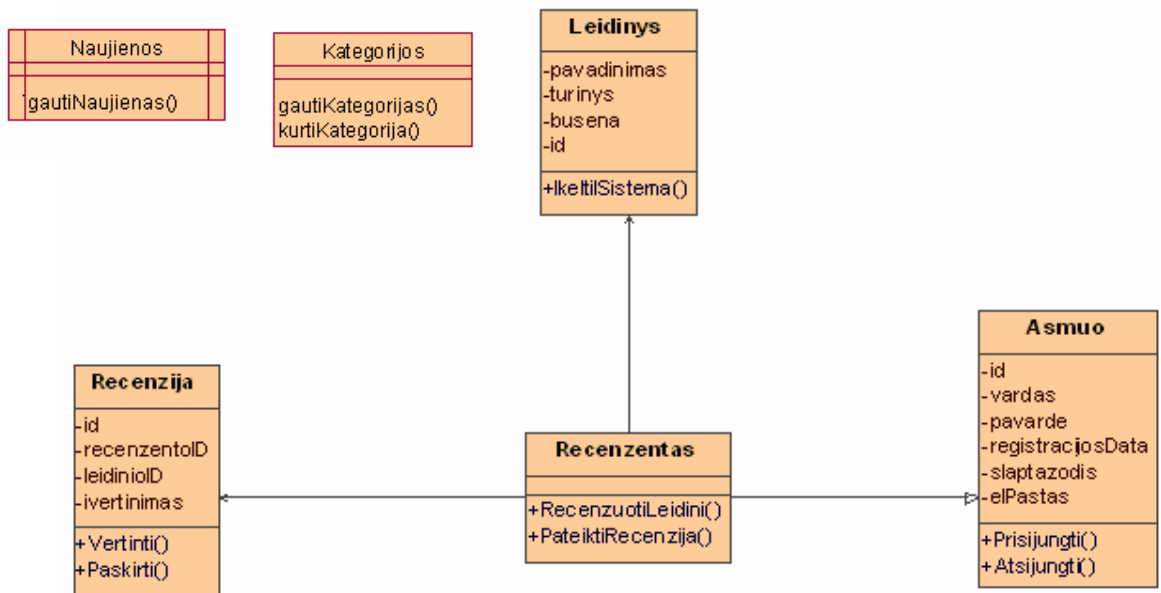 Naujienos
gautiNaujienas()
Kategorijos
gautiKategorijas()
kurtiKategorija()
Leidinys
-pavadinimas
-turinys
-busena
-id
+IkeltiISistema()
Recenzija
-id
-recenzentoID
-leidinioID
-ivertinimas
+Vertinti()
+Paskirti()
Recenzentas
+RecenzuotiLeidini()
+PateiktiRecenzija()
Asmuo
-id
-vardas
-pavarde
-registracijosData
-slaptazodis
-elPastas
+Prisijungti()
+Atsijungti()